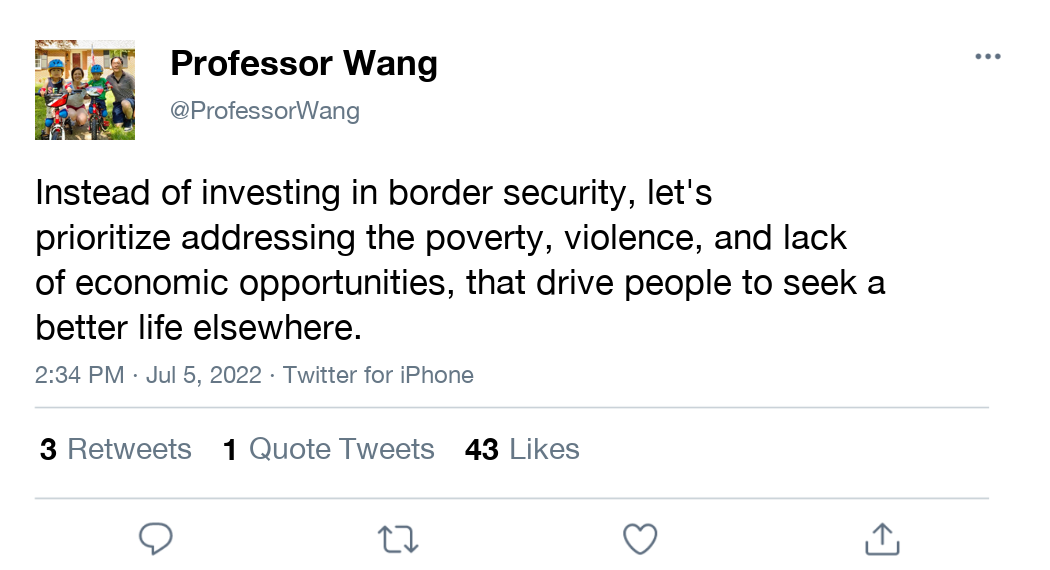 Professor Wang
@ProfessorWang
Instead of investing in border security, let's
prioritize addressing the poverty, violence, and lack
of economic opportunities, that drive people to seek a
better life elsewhere.
2:34 PM · Jul 5, 2022 · Twitter for iPhone
3 Retweets 1 Quote Tweets 43 Likes